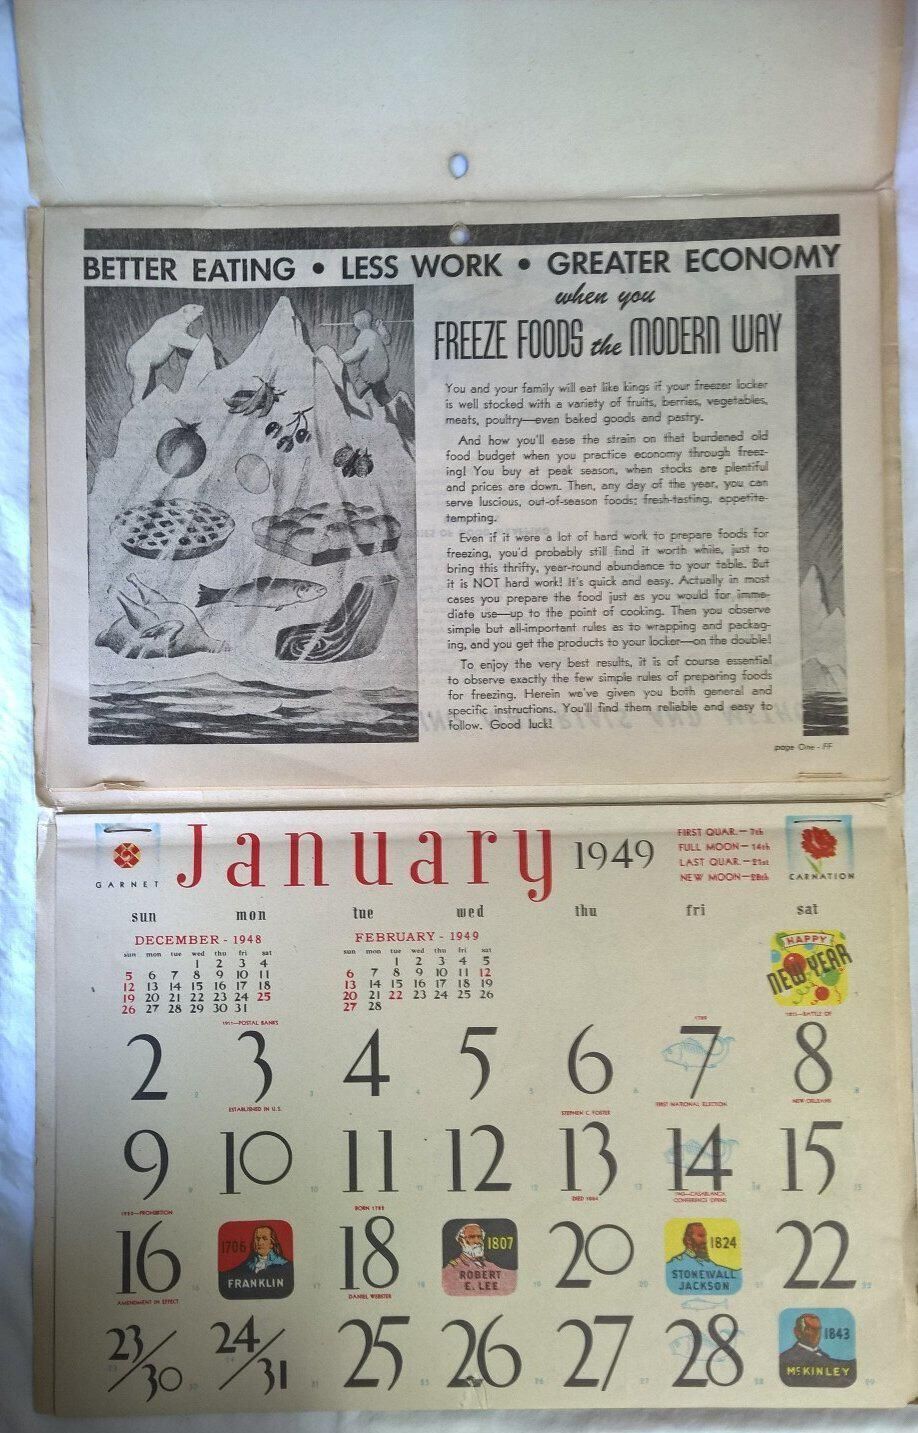 BETTER EATING • LESS WORK • GREATER ECONOMY
when you
FREEZE FOODS the MODERN WAY
You and your family will eat like kings if your freezer locker
is well stocked with a variety of fruits, berries, vegetables,
meats, poultry—even baked goods and pastry.
And how you'll ease the strain on that burdened old
food budget when you practice economy through freez-
ing! You buy at peak season, when stocks are plentiful
and prices are down. Then, any day of the year, you can
serve luscious, out-of-season foods; fresh-tasting, appetite-
tempting.
Even if it were a lot of hard work to prepare foods for
freezing, you'd probably still find it worth while, just to
bring this thrifty, year-round abundance to your table. But
it is NOT hard work! It's quick and easy. Actually in most
cases you prepare the food just as you would for imme-
diate use—up to the point of cooking. Then you observe
simple but all-important rules as to wrapping and packag-
ing, and you get the products to your locker—on the double!
To enjoy the very best results, it is of course essential
to observe exactly the few simple rules of preparing foods
for freezing. Herein we've given you both general and
specific instructions. You'll find them reliable and easy to
follow. Good luck!
page One - FF
GARNET
January 1949
FIRST QUAR.— 7th
FULL MOON—14th
LAST QUAR.—21st
NEW MOON—28th
CARNATION
sun mon tue wed thu fri sat
DECEMBER - 1948
sun mon tue wed thu fri sat
1 2 3 4
5 6 7 8 9 10 11
12 13 14 15 16 17 18
19 20 21 22 23 24 25
26 27 28 29 30 31
FEBRUARY - 1949
sun mon tue wed thu fri sat
1 2 3 4 5
6 7 8 9 10 11 12
13 14 15 16 17 18 19
20 21 22 23 24 25 26
27 28
HAPPY
NEW YEAR
1911—POSTAL BANKS
1789
1815—BATTLE OF
2 3 4 5 6 7 8
ESTABLISHED IN U.S.
FIRST NATIONAL ELECTION
NEW ORLEANS
STEPHEN C. FOSTER
9 10 11 12 13 14 15
DIED 1864
1943—CASABLANCA
CONFERENCE OPENS
1920—PROHIBITION
BORN 1782
16 1706 FRANKLIN 18 1807 ROBERT E. LEE 20 1824 STONEWALL JACKSON 22
AMENDMENT IN EFFECT
DANIEL WEBSTER
23/30 24/31 25 26 27 28 1843 McKINLEY